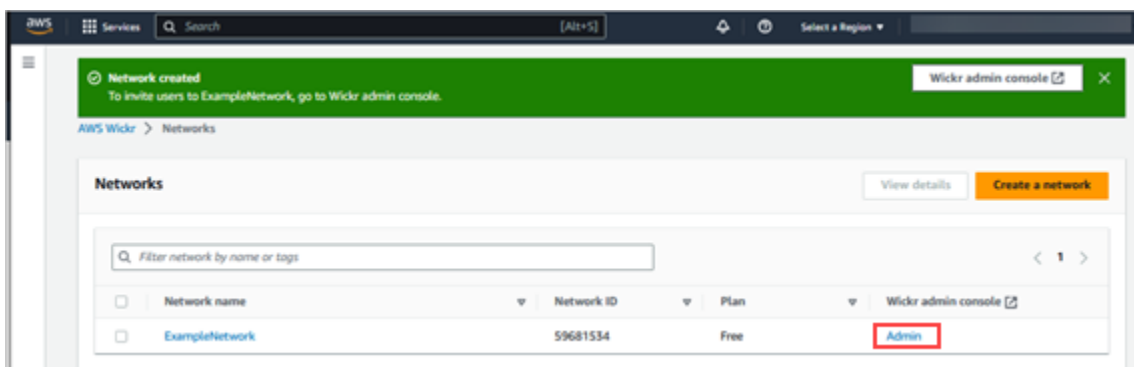 aws Services Search [Alt+S] Select a Region
Network created Wickr admin console
To invite users to ExampleNetwork, go to Wickr admin console.
AWS Wickr > Networks
Networks View details Create a network
Filter network by name or tags < 1 >
Network name Network ID Plan Wickr admin console
ExampleNetwork 59681534 Free Admin